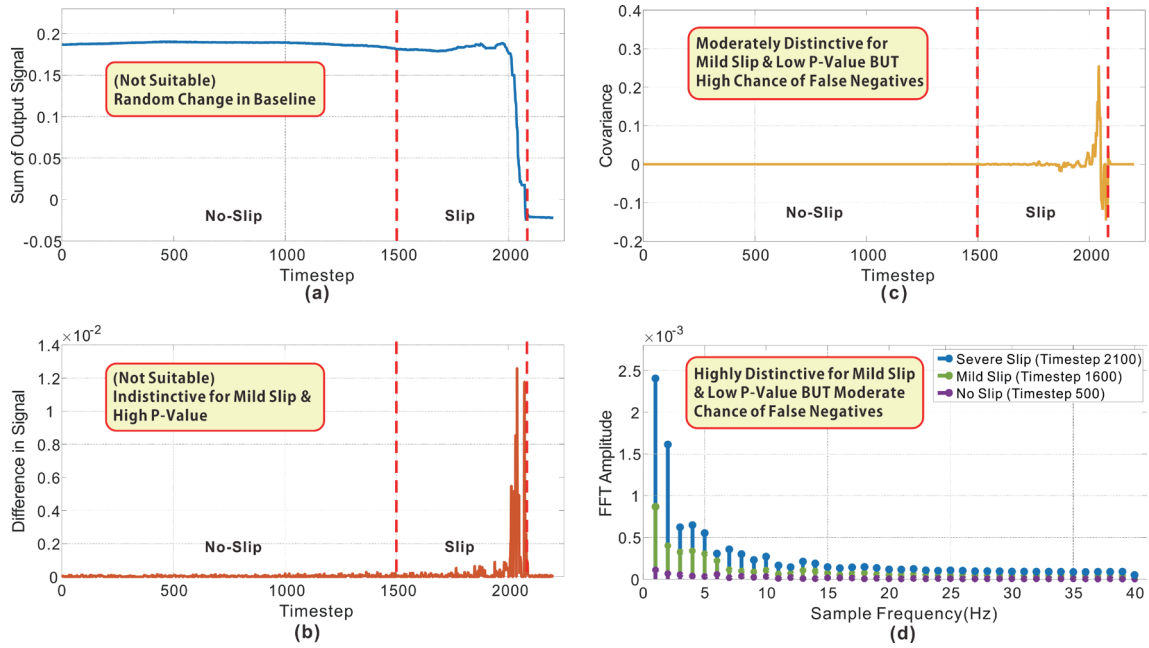 Sum of Output Signal
0.2
0.15
0.1
0.05
0
-0.05
(Not Suitable)
Random Change in Baseline
No-Slip
Slip
0
500
1000
1500
2000
Timestep
(a)
Covariance
0.4
0.3
0.2
0.1
0
-0.1
-0.2
Moderately Distinctive for
Mild Slip & Low P-Value BUT
High Chance of False Negatives
No-Slip
Slip
0
500
1000
1500
2000
Timestep
(c)
×10⁻²
Difference in Signal
1.4
1.2
1
0.8
0.6
0.4
0.2
0
(Not Suitable)
Indistinctive for Mild Slip &
High P-Value
No-Slip
Slip
0
500
1000
1500
2000
Timestep
(b)
×10⁻³
FFT Amplitude
2.5
2
1.5
1
0.5
0
Highly Distinctive for Mild Slip
& Low P-Value BUT Moderate
Chance of False Negatives
Severe Slip (Timestep 2100)
Mild Slip (Timestep 1600)
No Slip (Timestep 500)
0
5
10
15
20
25
30
35
40
Sample Frequency(Hz)
(d)